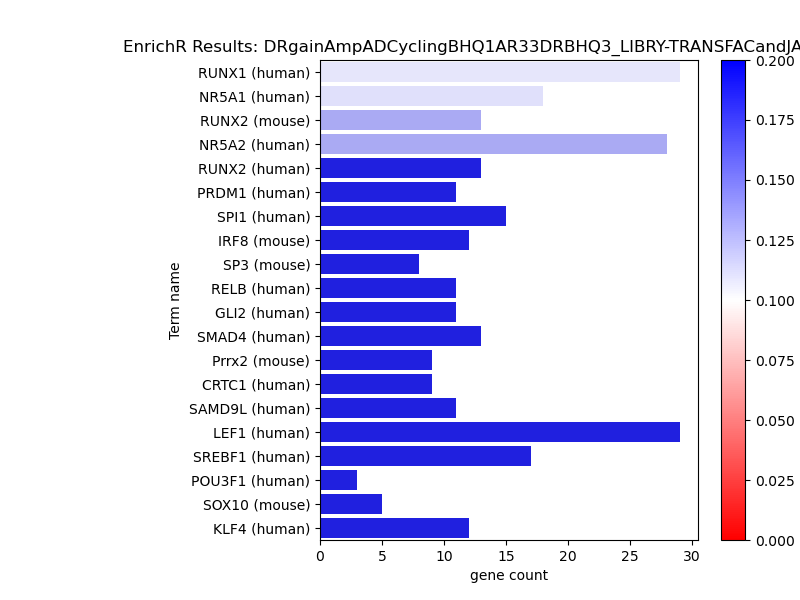 EnrichR Results: DRgainAmpADCyclingBHQ1AR33DRBHQ3_LIBRY-TRANSFACandJA
RUNX1 (human)
NR5A1 (human)
RUNX2 (mouse)
NR5A2 (human)
RUNX2 (human)
PRDM1 (human)
SPI1 (human)
IRF8 (mouse)
SP3 (mouse)
RELB (human)
GLI2 (human)
SMAD4 (human)
Prrx2 (mouse)
CRTC1 (human)
SAMD9L (human)
LEF1 (human)
SREBF1 (human)
POU3F1 (human)
SOX10 (mouse)
KLF4 (human)
Term name
0 5 10 15 20 25 30
gene count
0.200
0.175
0.150
0.125
0.100
0.075
0.050
0.025
0.000